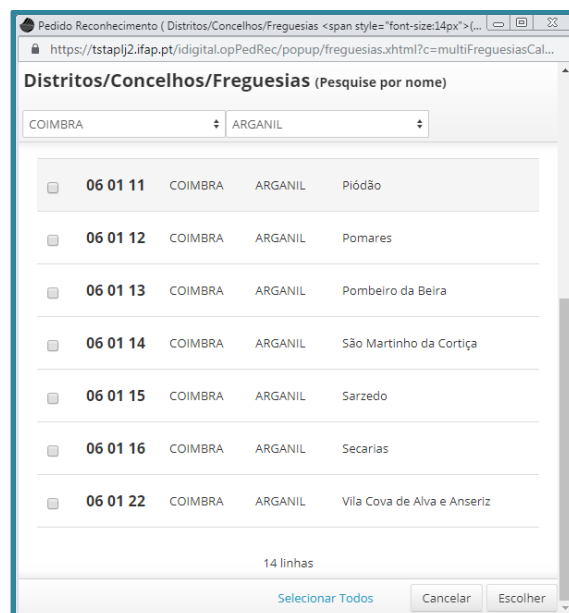 Pedido Reconhecimento ( Distritos/Concelhos/Freguesias <span style="font-size:14px">(...
https://tstaplj2.ifap.pt/idigital.opPedRec/popup/freguesias.xhtml?c=multiFreguesiasCal...
Distritos/Concelhos/Freguesias (Pesquise por nome)
COIMBRA ARGANIL
06 01 11 COIMBRA ARGANIL Piódão
06 01 12 COIMBRA ARGANIL Pomares
06 01 13 COIMBRA ARGANIL Pombeiro da Beira
06 01 14 COIMBRA ARGANIL São Martinho da Cortiça
06 01 15 COIMBRA ARGANIL Sarzedo
06 01 16 COIMBRA ARGANIL Secarias
06 01 22 COIMBRA ARGANIL Vila Cova de Alva e Anseriz
14 linhas
Selecionar Todos Cancelar Escolher